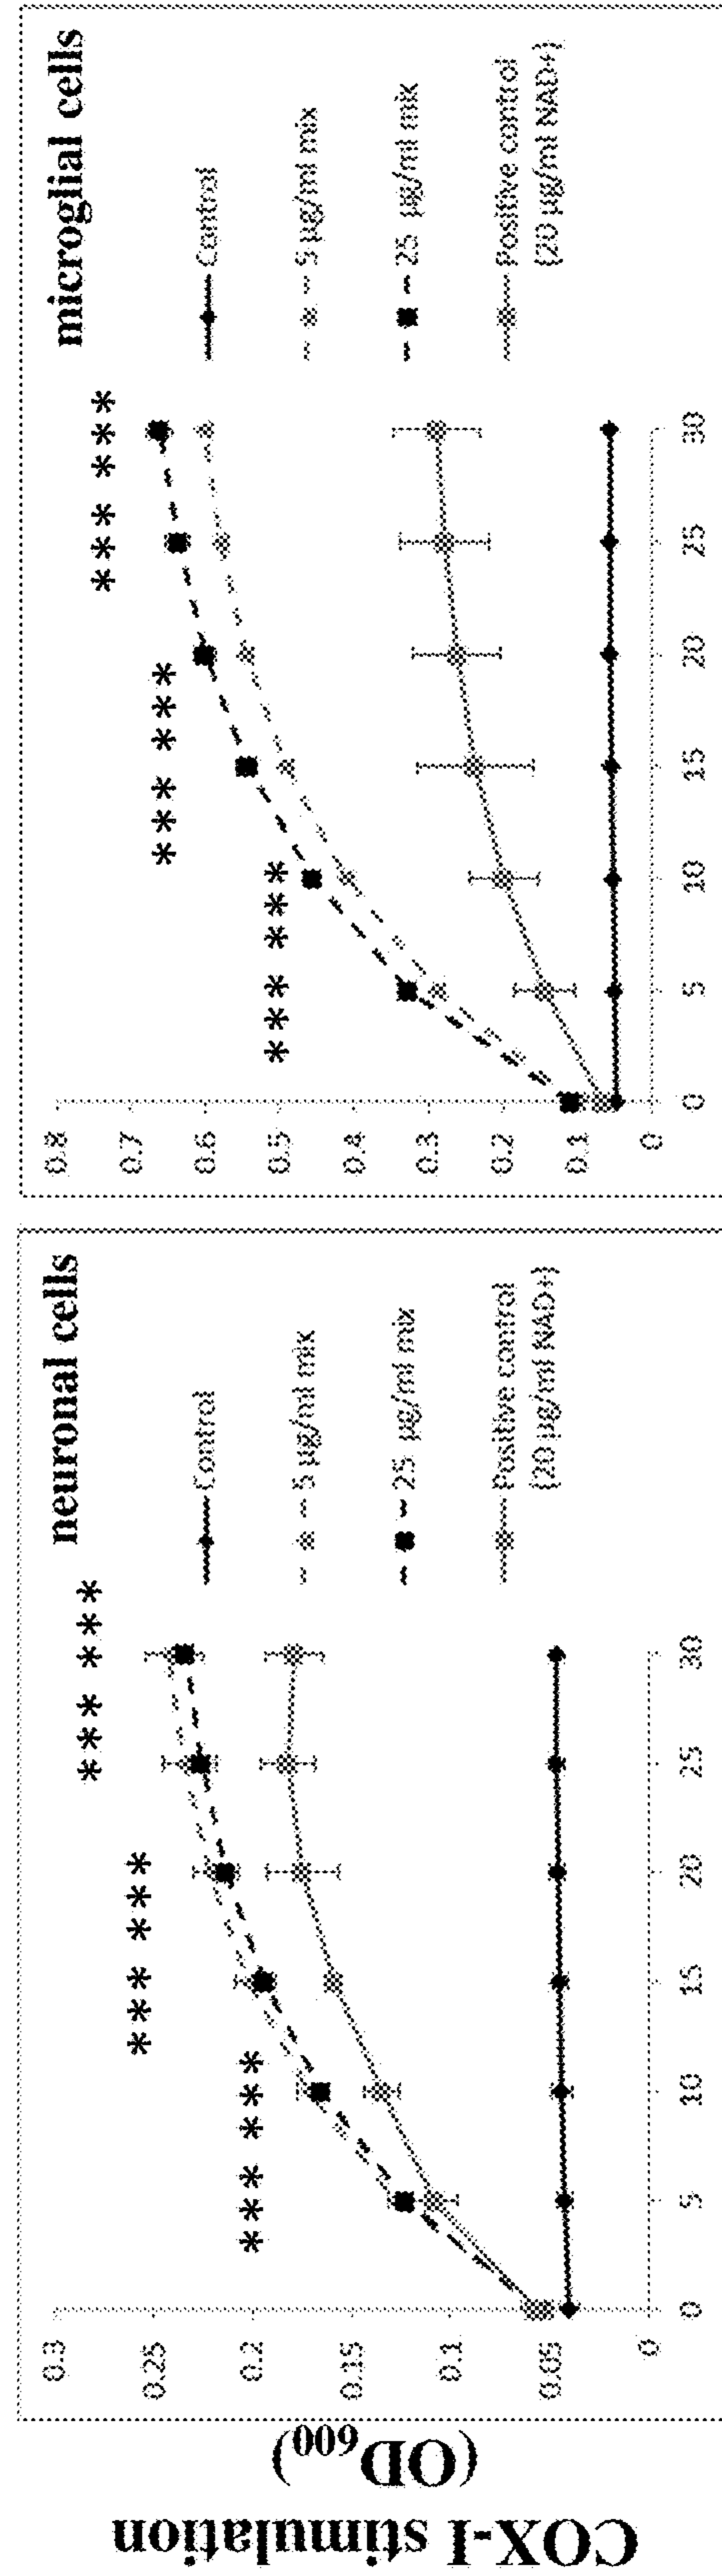 COX-I stimulation
(OD600)
neuronal cells
0.3
0.25
0.2
0.15
0.1
0.05
0
0
5
10
15
20
25
30
*** ***
*** ***
*** ***
Control
5 µg/ml mix
25 µg/ml mix
Positive control
(20 µg/ml NAD+)
microglial cells
0.8
0.7
0.6
0.5
0.4
0.3
0.2
0.1
0
0
5
10
15
20
25
30
*** ***
*** ***
*** ***
Control
5 µg/ml mix
25 µg/ml mix
Positive control
(20 µg/ml NAD+)